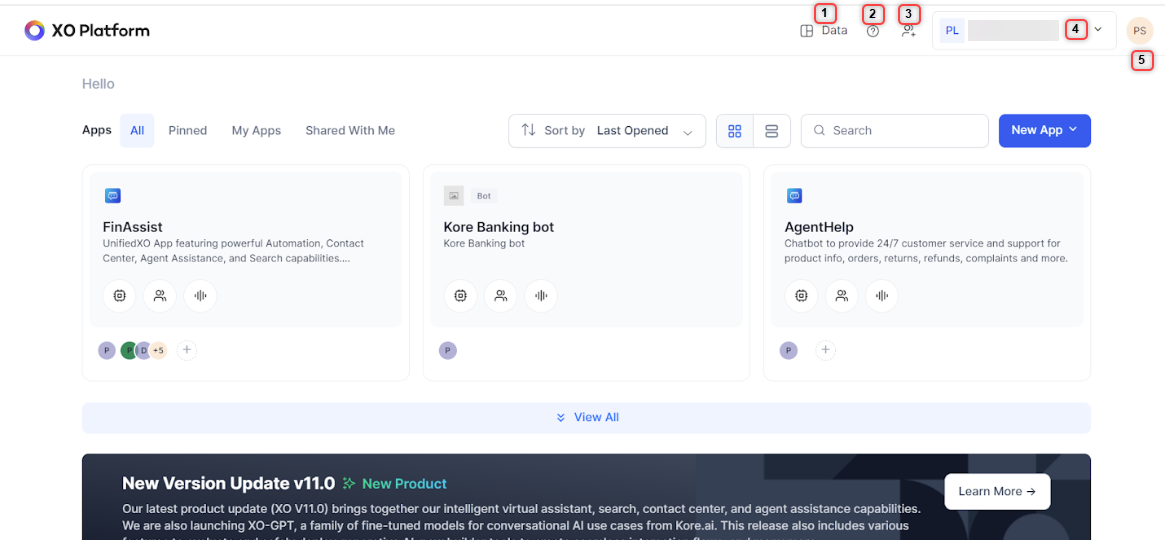 1 2 3
XO Platform Data PL 4 PS
5
Hello
Apps All Pinned My Apps Shared With Me Sort by Last Opened Search New App
Bot
FinAssist Kore Banking bot AgentHelp
UnifiedXO App featuring powerful Automation, Contact Kore Banking bot Chatbot to provide 24/7 customer service and support for
Center, Agent Assistance, and Search capabilities.... product info, orders, returns, refunds, complaints and more.
P P D +5 + P P +
View All
New Version Update v11.0 New Product
Learn More →
Our latest product update (XO V11.0) brings together our intelligent virtual assistant, search, contact center, and agent assistance capabilities.
We are also launching XO-GPT, a family of fine-tuned models for conversational AI use cases from Kore.ai. This release also includes various